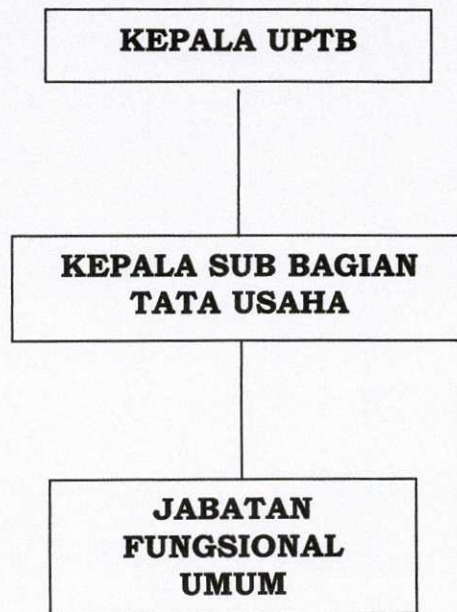 KEPALA UPTB
KEPALA SUB BAGIAN
TATA USAHA
JABATAN
FUNGSIONAL
UMUM